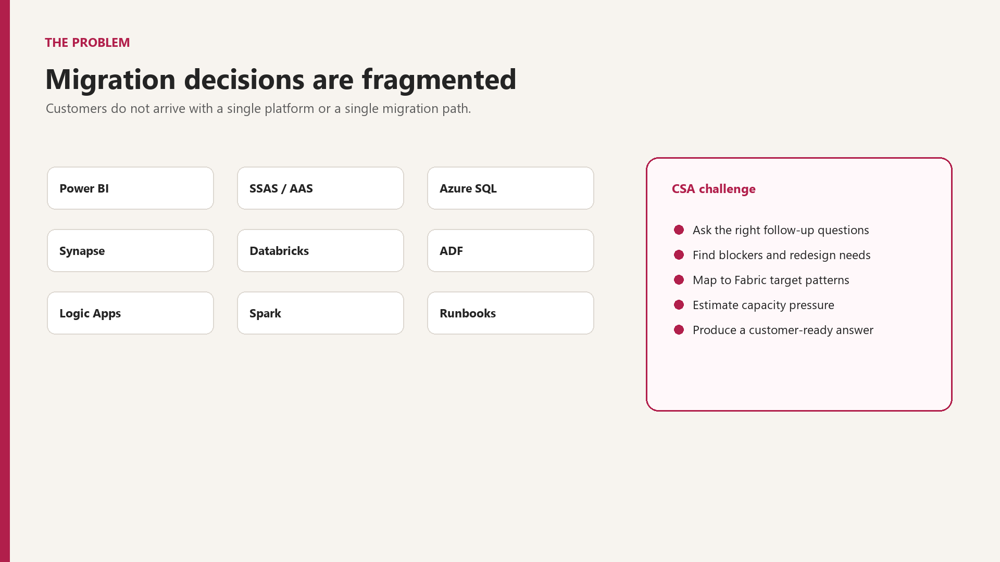 THE PROBLEM
Migration decisions are fragmented
Customers do not arrive with a single platform or a single migration path.
Power BI
SSAS / AAS
Azure SQL
Synapse
Databricks
ADF
Logic Apps
Spark
Runbooks
CSA challenge
Ask the right follow-up questions
Find blockers and redesign needs
Map to Fabric target patterns
Estimate capacity pressure
Produce a customer-ready answer